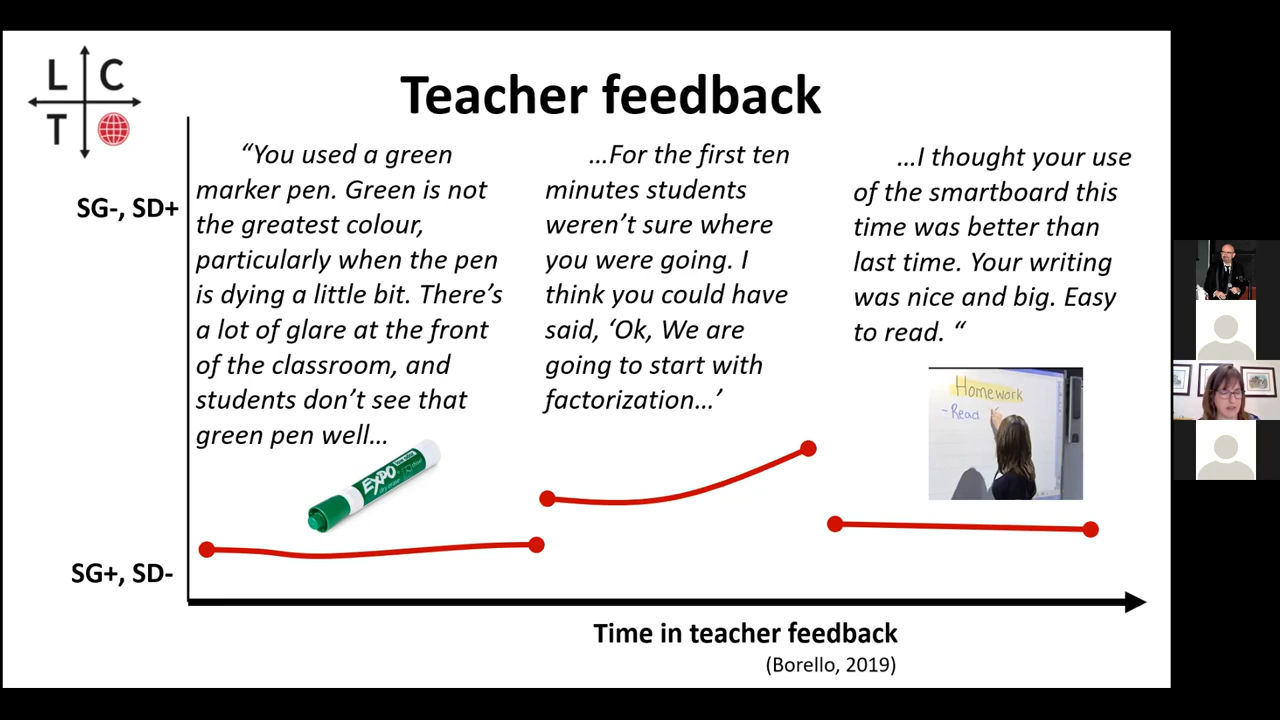 L C
T
Teacher feedback
SG-, SD+
“You used a green
marker pen. Green is not
the greatest colour,
particularly when the pen
is dying a little bit. There’s
a lot of glare at the front
of the classroom, and
students don’t see that
green pen well…
…For the first ten
minutes students
weren’t sure where
you were going. I
think you could have
said, ‘Ok, We are
going to start with
factorization…’
…I thought your use
of the smartboard this
time was better than
last time. Your writing
was nice and big. Easy
to read. “
EXPO
Homework
-Read
SG+, SD-
Time in teacher feedback
(Borello, 2019)